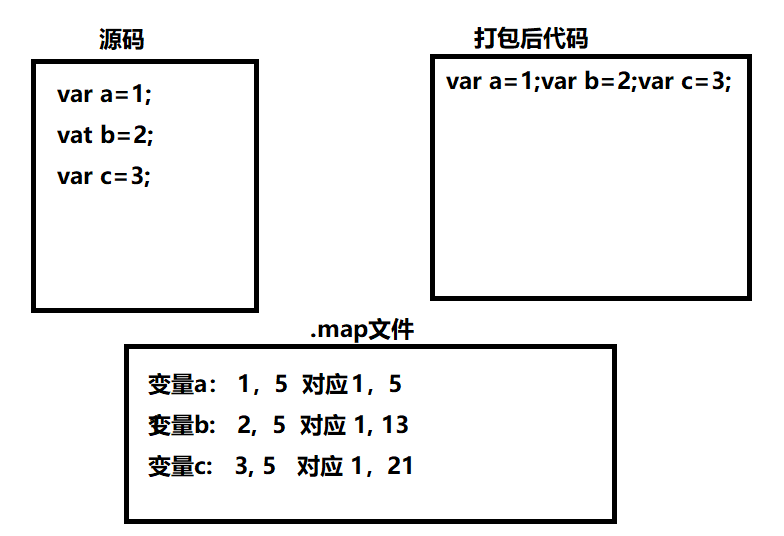 源码
var a=1;
vat b=2;
var c=3;
打包后代码
var a=1;var b=2;var c=3;
.map文件
变量a： 1，5 对应1，5
变量b: 2, 5 对应 1, 13
变量c: 3, 5 对应 1，21